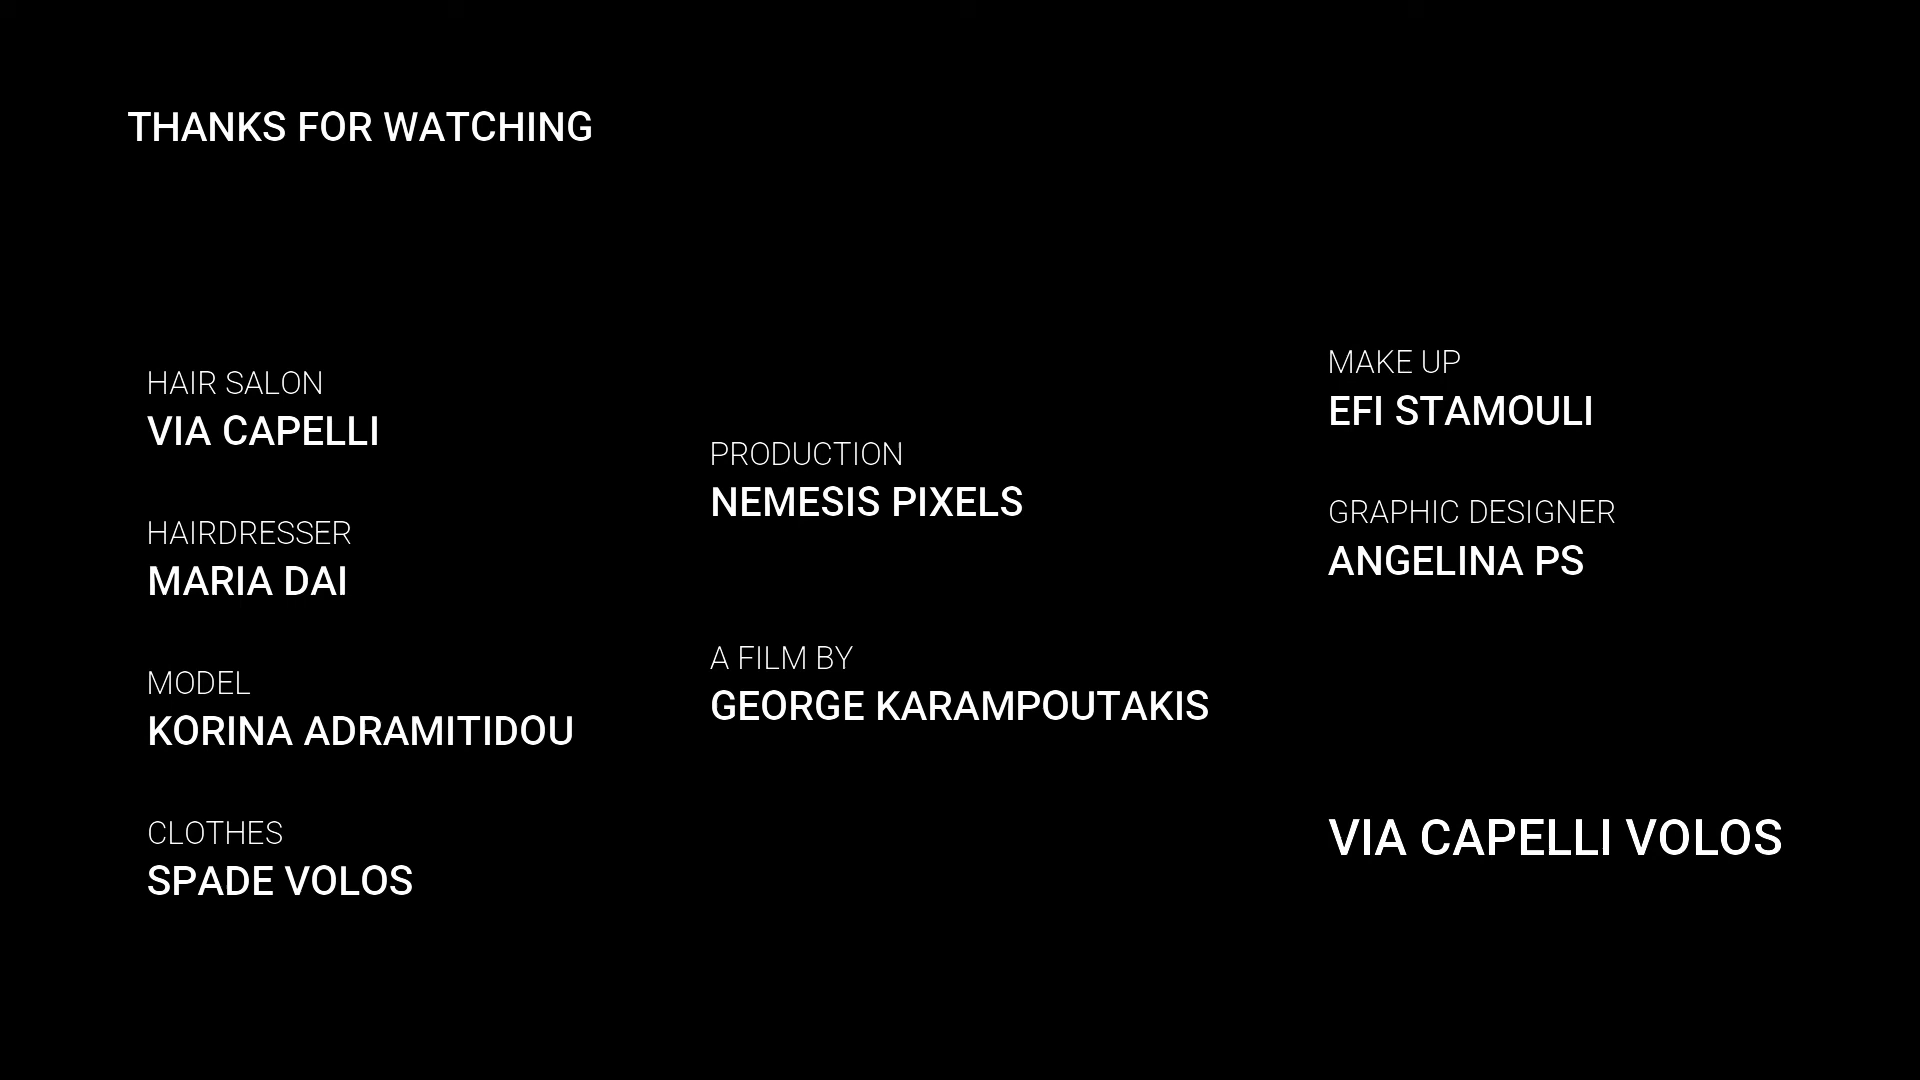 THANKS FOR WATCHING
HAIR SALON
VIA CAPELLI
HAIRDRESSER
MARIA DAI
MODEL
KORINA ADRAMITIDOU
CLOTHES
SPADE VOLOS
PRODUCTION
NEMESIS PIXELS
A FILM BY
GEORGE KARAMPOUTAKIS
MAKE UP
EFI STAMOULI
GRAPHIC DESIGNER
ANGELINA PS
VIA CAPELLI VOLOS